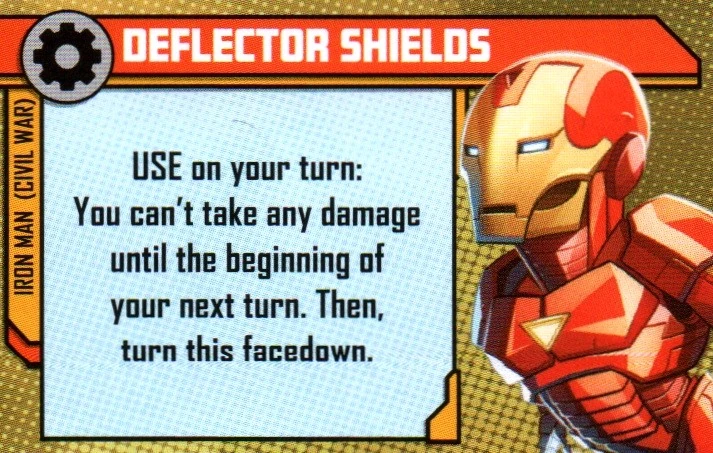 DEFLECTOR SHIELDS
IRON MAN (CIVIL WAR)
USE on your turn:
You can't take any damage
until the beginning of
your next turn. Then,
turn this facedown.